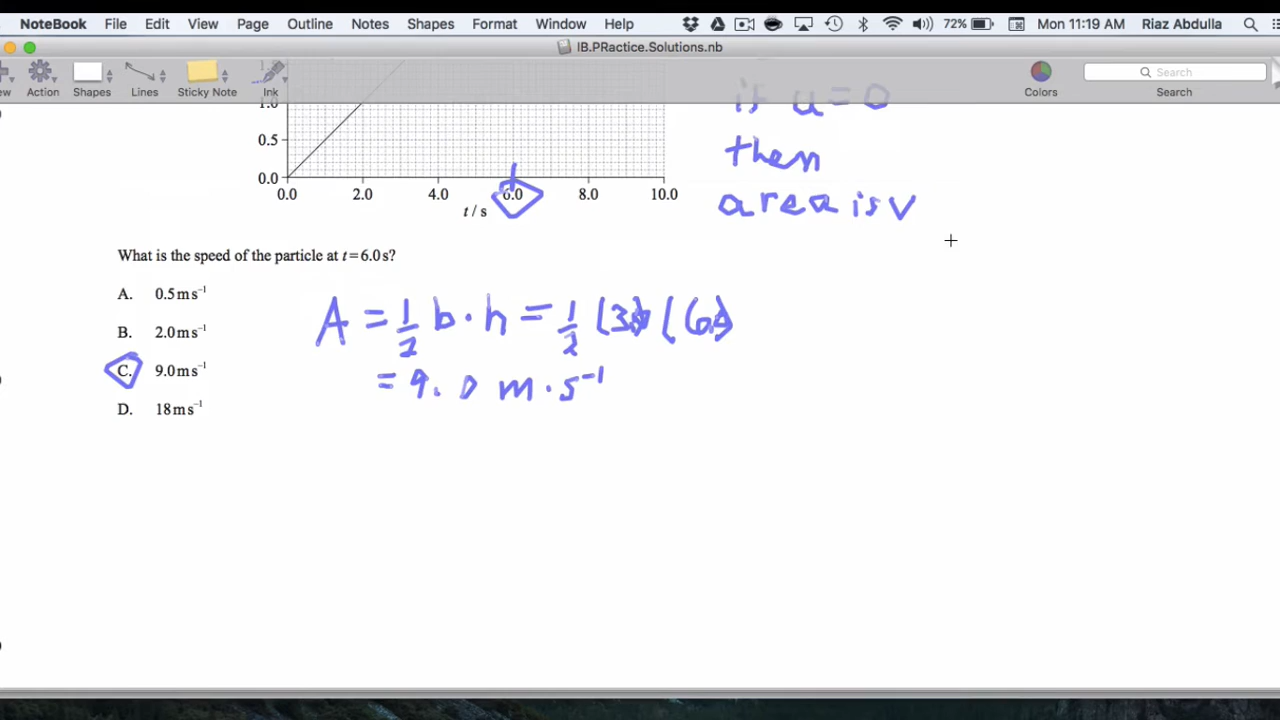 NoteBook File Edit View Page Outline Notes Shapes Format Window Help 72% Mon 11:19 AM Riaz Abdulla
IB.PRactice.Solutions.nb
Action Shapes Lines Sticky Note Ink Colors Search
Search
if u = 0
then
area is v
1.0
0.5
0.0
0.0 2.0 4.0 6.0 8.0 10.0
t / s
What is the speed of the particle at t = 6.0 s?
A. 0.5 m s⁻¹
B. 2.0 m s⁻¹
C. 9.0 m s⁻¹
D. 18 m s⁻¹
A = 1/2 b · h = 1/2 (3) (6)
= 9.0 m · s⁻¹